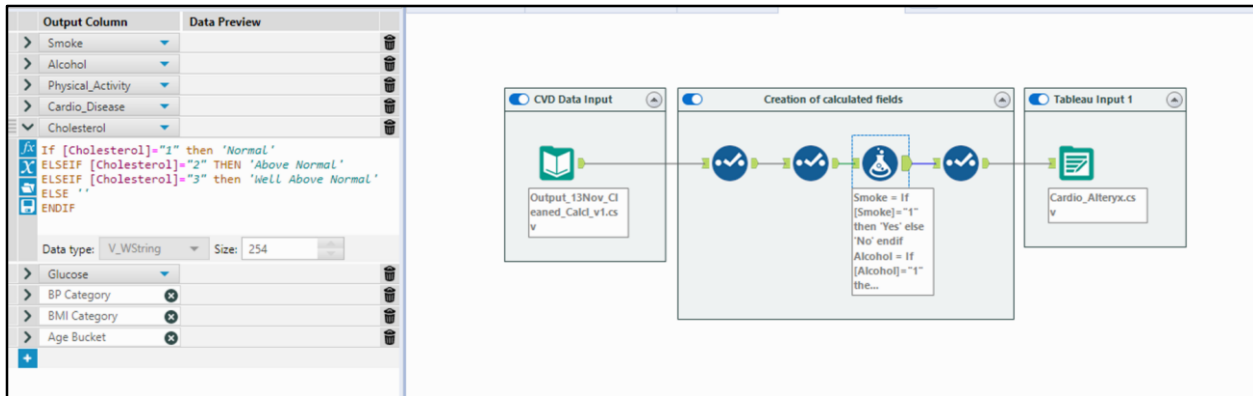 Output Column Data Preview
Smoke
Alcohol
Physical_Activity
Cardio_Disease
Cholesterol
If [Cholesterol]="1" then 'Normal'
ELSEIF [Cholesterol]="2" THEN 'Above Normal'
ELSEIF [Cholesterol]="3" then 'Well Above Normal'
ELSE ''
ENDIF
Data type: V_WString Size: 254
Glucose
BP Category
BMI Category
Age Bucket
CVD Data Input
Output_13Nov_Cl
eaned_Calcl_v1.cs
v
Creation of calculated fields
Smoke = If
[Smoke]="1"
then 'Yes' else
'No' endif
Alcohol = If
[Alcohol]="1"
the...
Tableau Input 1
Cardio_Alteryx.cs
v